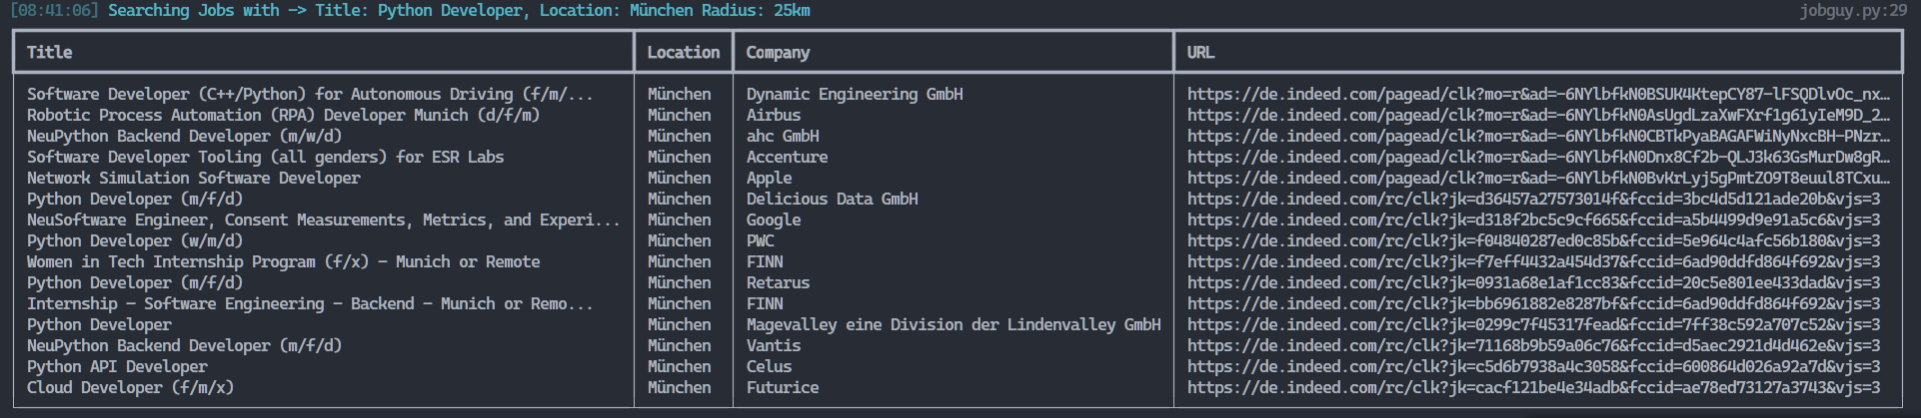 [08:41:06] Searching Jobs with -> Title: Python Developer, Location: München Radius: 25km jobguy.py:29
Title Location Company URL
Software Developer (C++/Python) for Autonomous Driving (f/m/... München Dynamic Engineering GmbH https://de.indeed.com/pagead/clk?mo=r&ad=-6NYlbfkN0BSUK4KtepCY87-lFSQDlvOc_nx…
Robotic Process Automation (RPA) Developer Munich (d/f/m) München Airbus https://de.indeed.com/pagead/clk?mo=r&ad=-6NYlbfkN0AsUgdLzaXwFXrf1g61yIeM9D_2…
NeuPython Backend Developer (m/w/d) München ahc GmbH https://de.indeed.com/pagead/clk?mo=r&ad=-6NYlbfkN0CBTkPyaBAGAFWiNyNxcBH-PNzr…
Software Developer Tooling (all genders) for ESR Labs München Accenture https://de.indeed.com/pagead/clk?mo=r&ad=-6NYlbfkN0Dnx8Cf2b-QLJ3k63GsMurDw8gR…
Network Simulation Software Developer München Apple https://de.indeed.com/pagead/clk?mo=r&ad=-6NYlbfkN0BvKrLyj5gPmtZO9T8euul8TCxu…
Python Developer (m/f/d) München Delicious Data GmbH https://de.indeed.com/rc/clk?jk=d36457a27573014f&fccid=3bc4d5d121ade20b&vjs=3
NeuSoftware Engineer, Consent Measurements, Metrics, and Experi... München Google https://de.indeed.com/rc/clk?jk=d318f2bc5c9cf665&fccid=a5b4499d9e91a5c6&vjs=3
Python Developer (w/m/d) München PWC https://de.indeed.com/rc/clk?jk=f04840287ed0c85b&fccid=5e964c4afc56b180&vjs=3
Women in Tech Internship Program (f/x) – Munich or Remote München FINN https://de.indeed.com/rc/clk?jk=f7eff4432a454d37&fccid=6ad90ddfd864f692&vjs=3
Python Developer (m/f/d) München Retarus https://de.indeed.com/rc/clk?jk=0931a68e1af1cc83&fccid=20c5e801ee433dad&vjs=3
Internship – Software Engineering – Backend – Munich or Remo... München FINN https://de.indeed.com/rc/clk?jk=bb6961882e8287bf&fccid=6ad90ddfd864f692&vjs=3
Python Developer München Magevalley eine Division der Lindenvalley GmbH https://de.indeed.com/rc/clk?jk=0299c7f45317fead&fccid=7ff38c592a707c52&vjs=3
NeuPython Backend Developer (m/f/d) München Vantis https://de.indeed.com/rc/clk?jk=71168b9b59a06c76&fccid=d5aec2921d4d462e&vjs=3
Python API Developer München Celus https://de.indeed.com/rc/clk?jk=c5d6b7938a4c3058&fccid=600864d026a92a7d&vjs=3
Cloud Developer (f/m/x) München Futurice https://de.indeed.com/rc/clk?jk=cacf121be4e34adb&fccid=ae78ed73127a3743&vjs=3